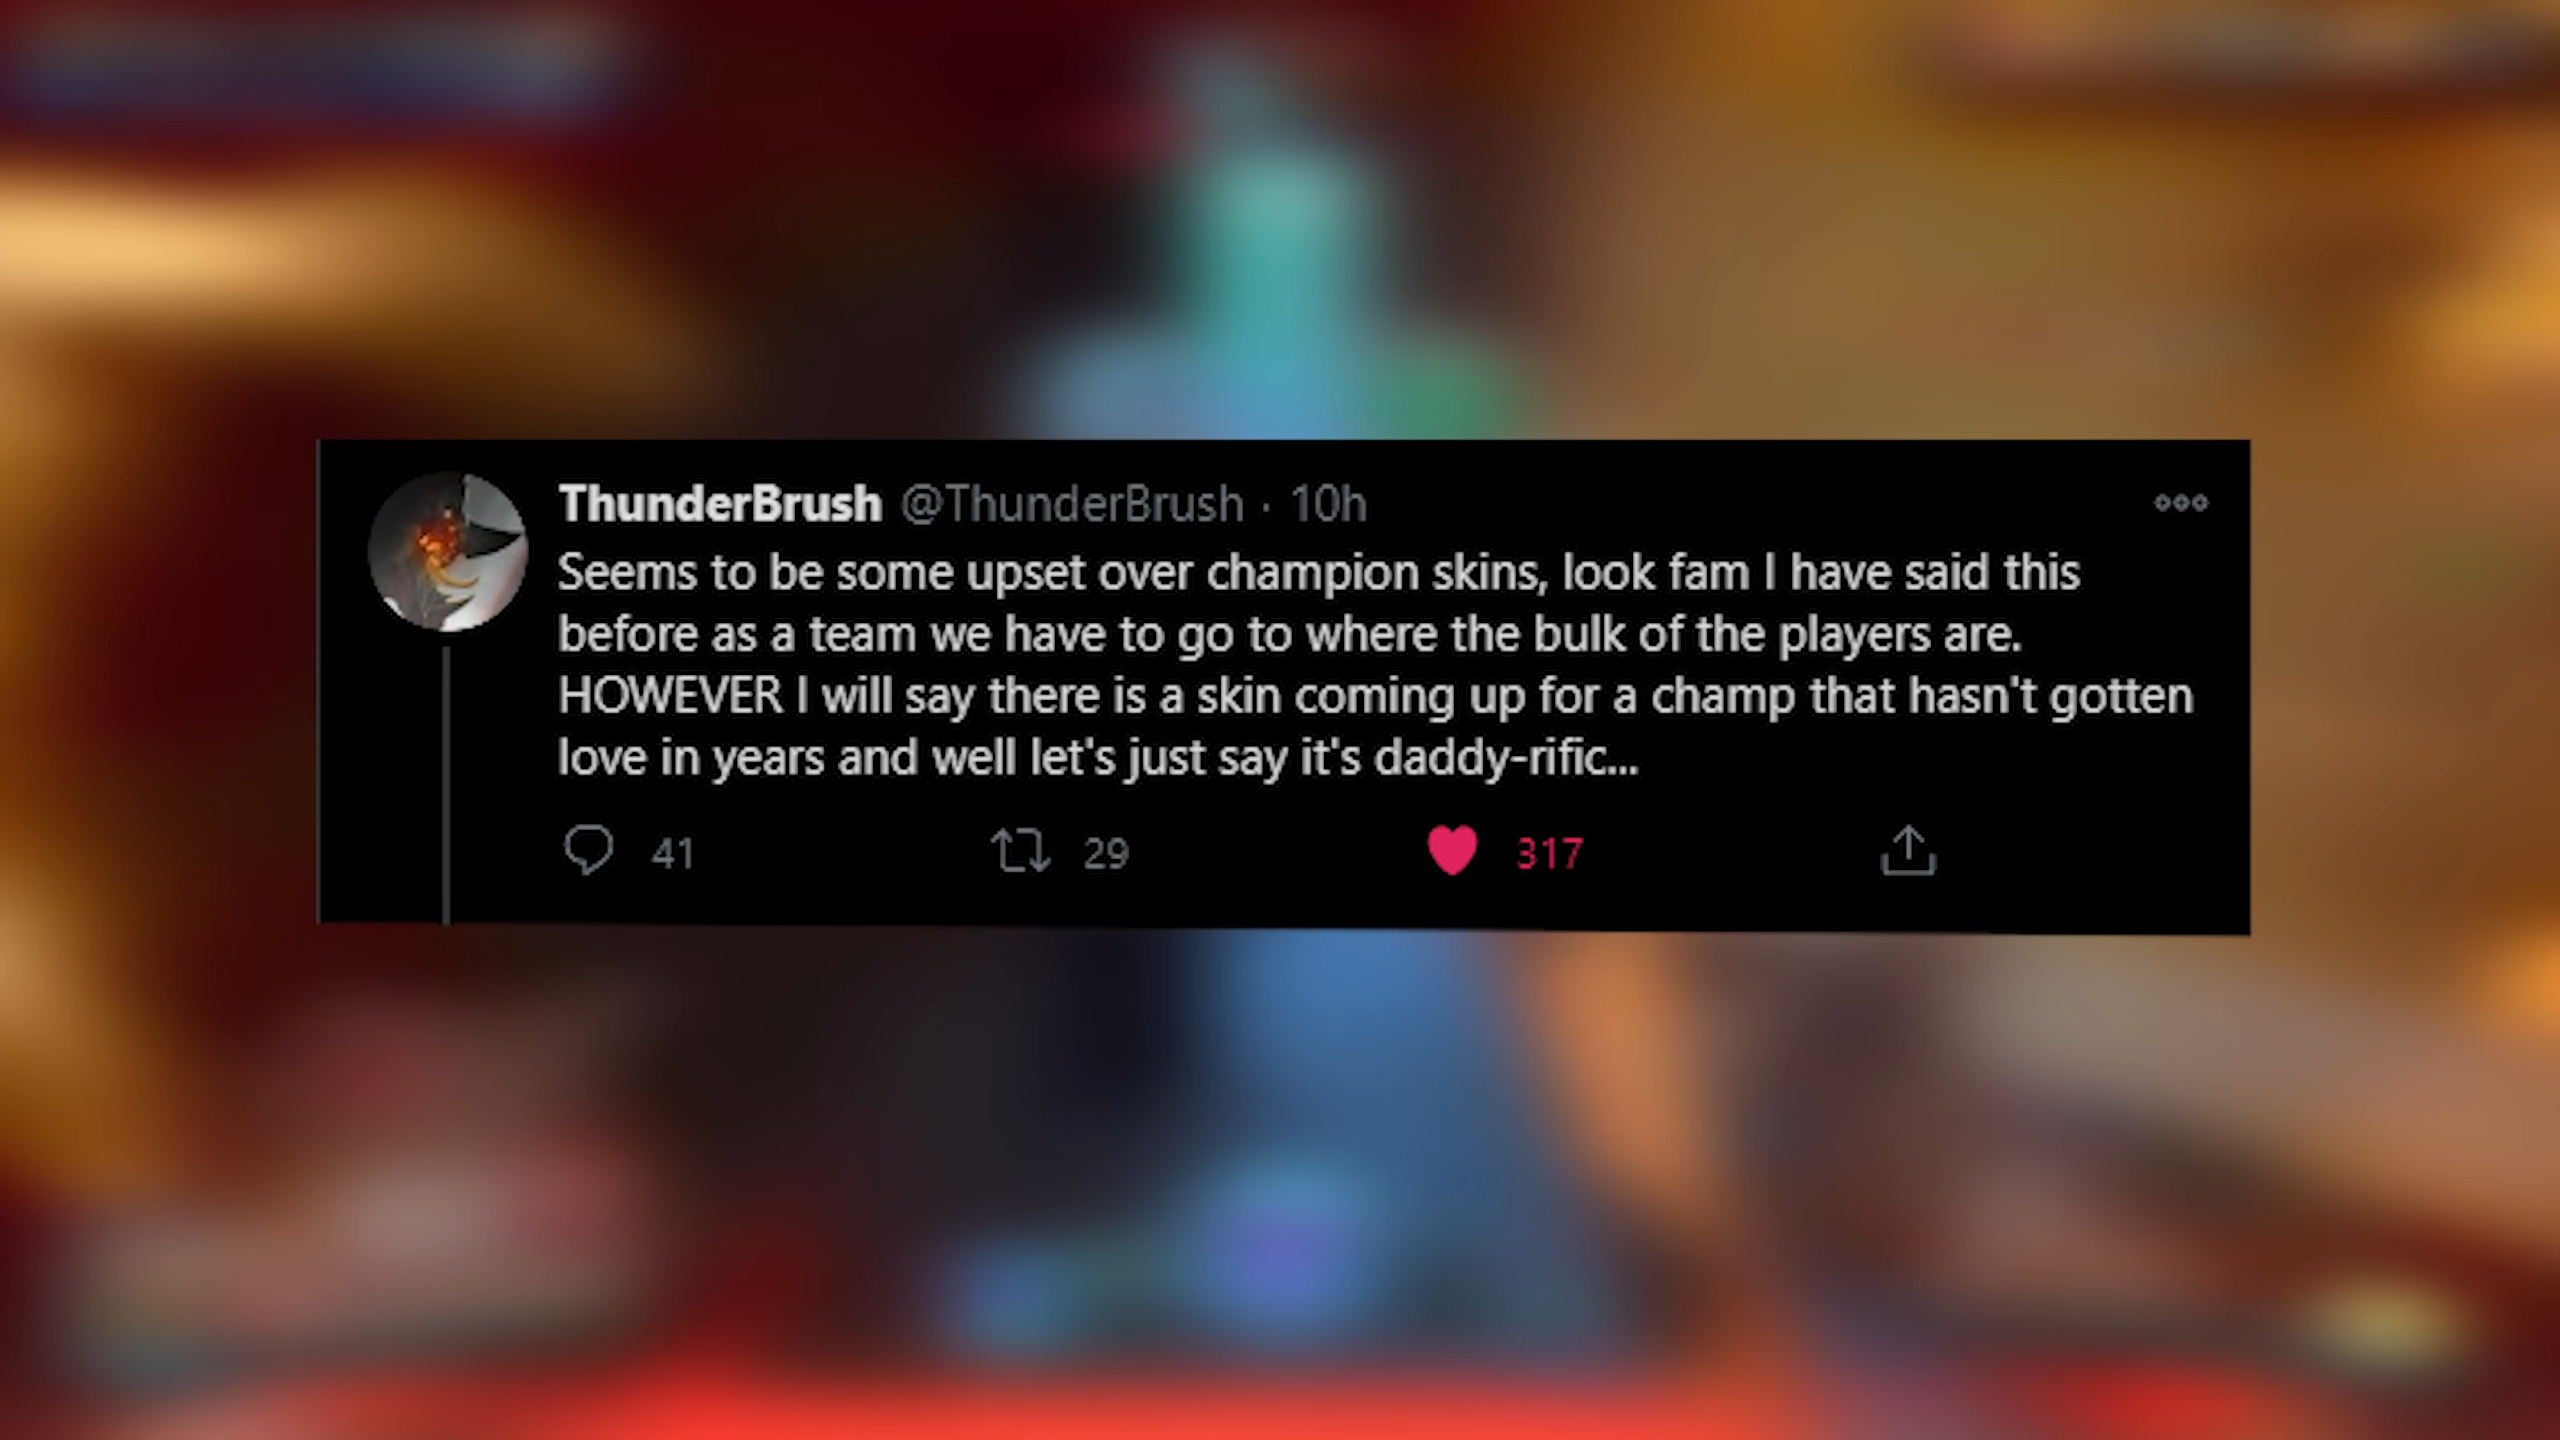 ThunderBrush @ThunderBrush · 10h
Seems to be some upset over champion skins, look fam I have said this
before as a team we have to go to where the bulk of the players are.
HOWEVER I will say there is a skin coming up for a champ that hasn't gotten
love in years and well let's just say it's daddy-rific...
41 29 317